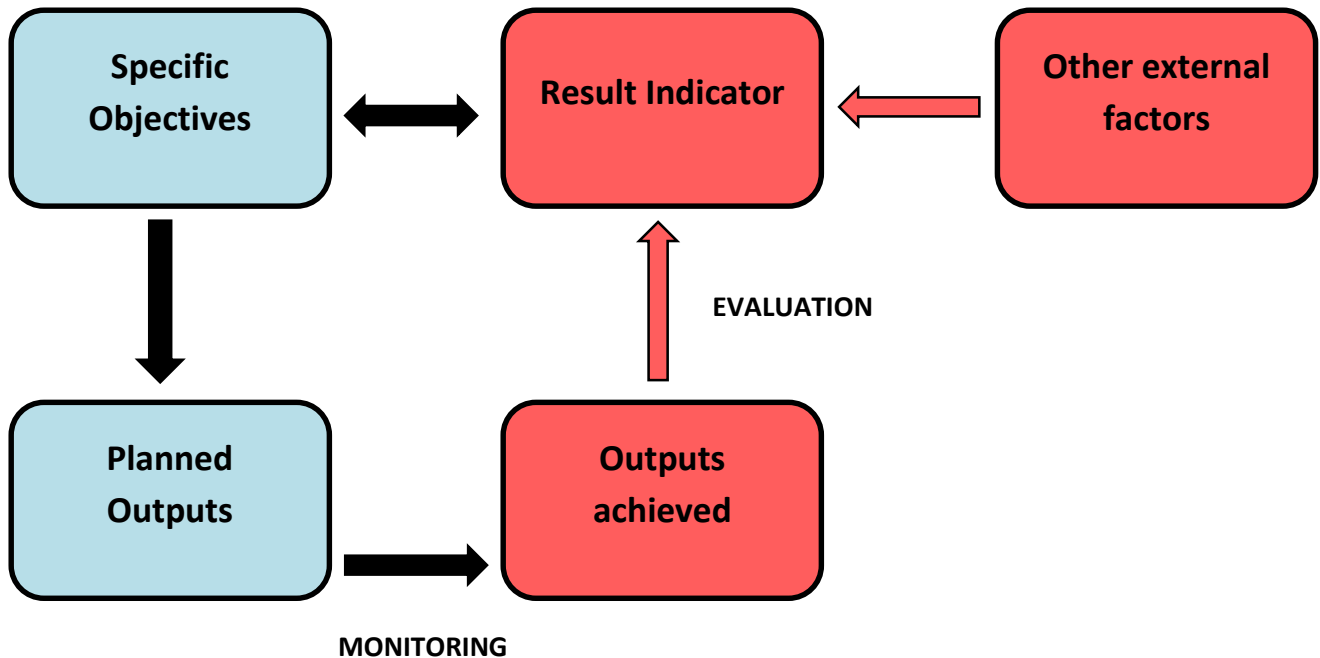 Specific
Objectives
Result Indicator
Other external
factors
EVALUATION
Planned
Outputs
Outputs
achieved
MONITORING